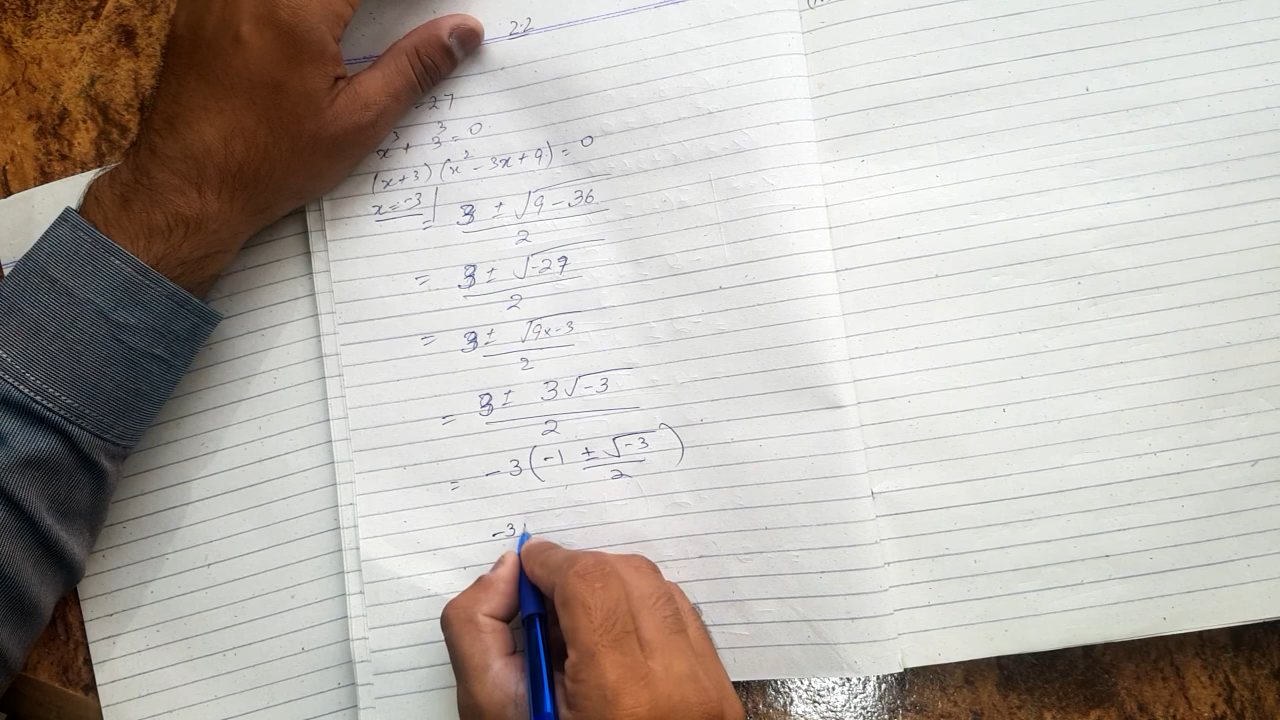 2.2
-27
x³ + 3³ = 0
(x+3) (x² - 3x + 9) = 0
x = -3 | = 3 ± √9-36 / 2
= 3 ± √-27 / 2
= 3 ± √9x-3 / 2
= 3 ± 3√-3 / 2
= -3(-1 ± √-3 / 2)
-3